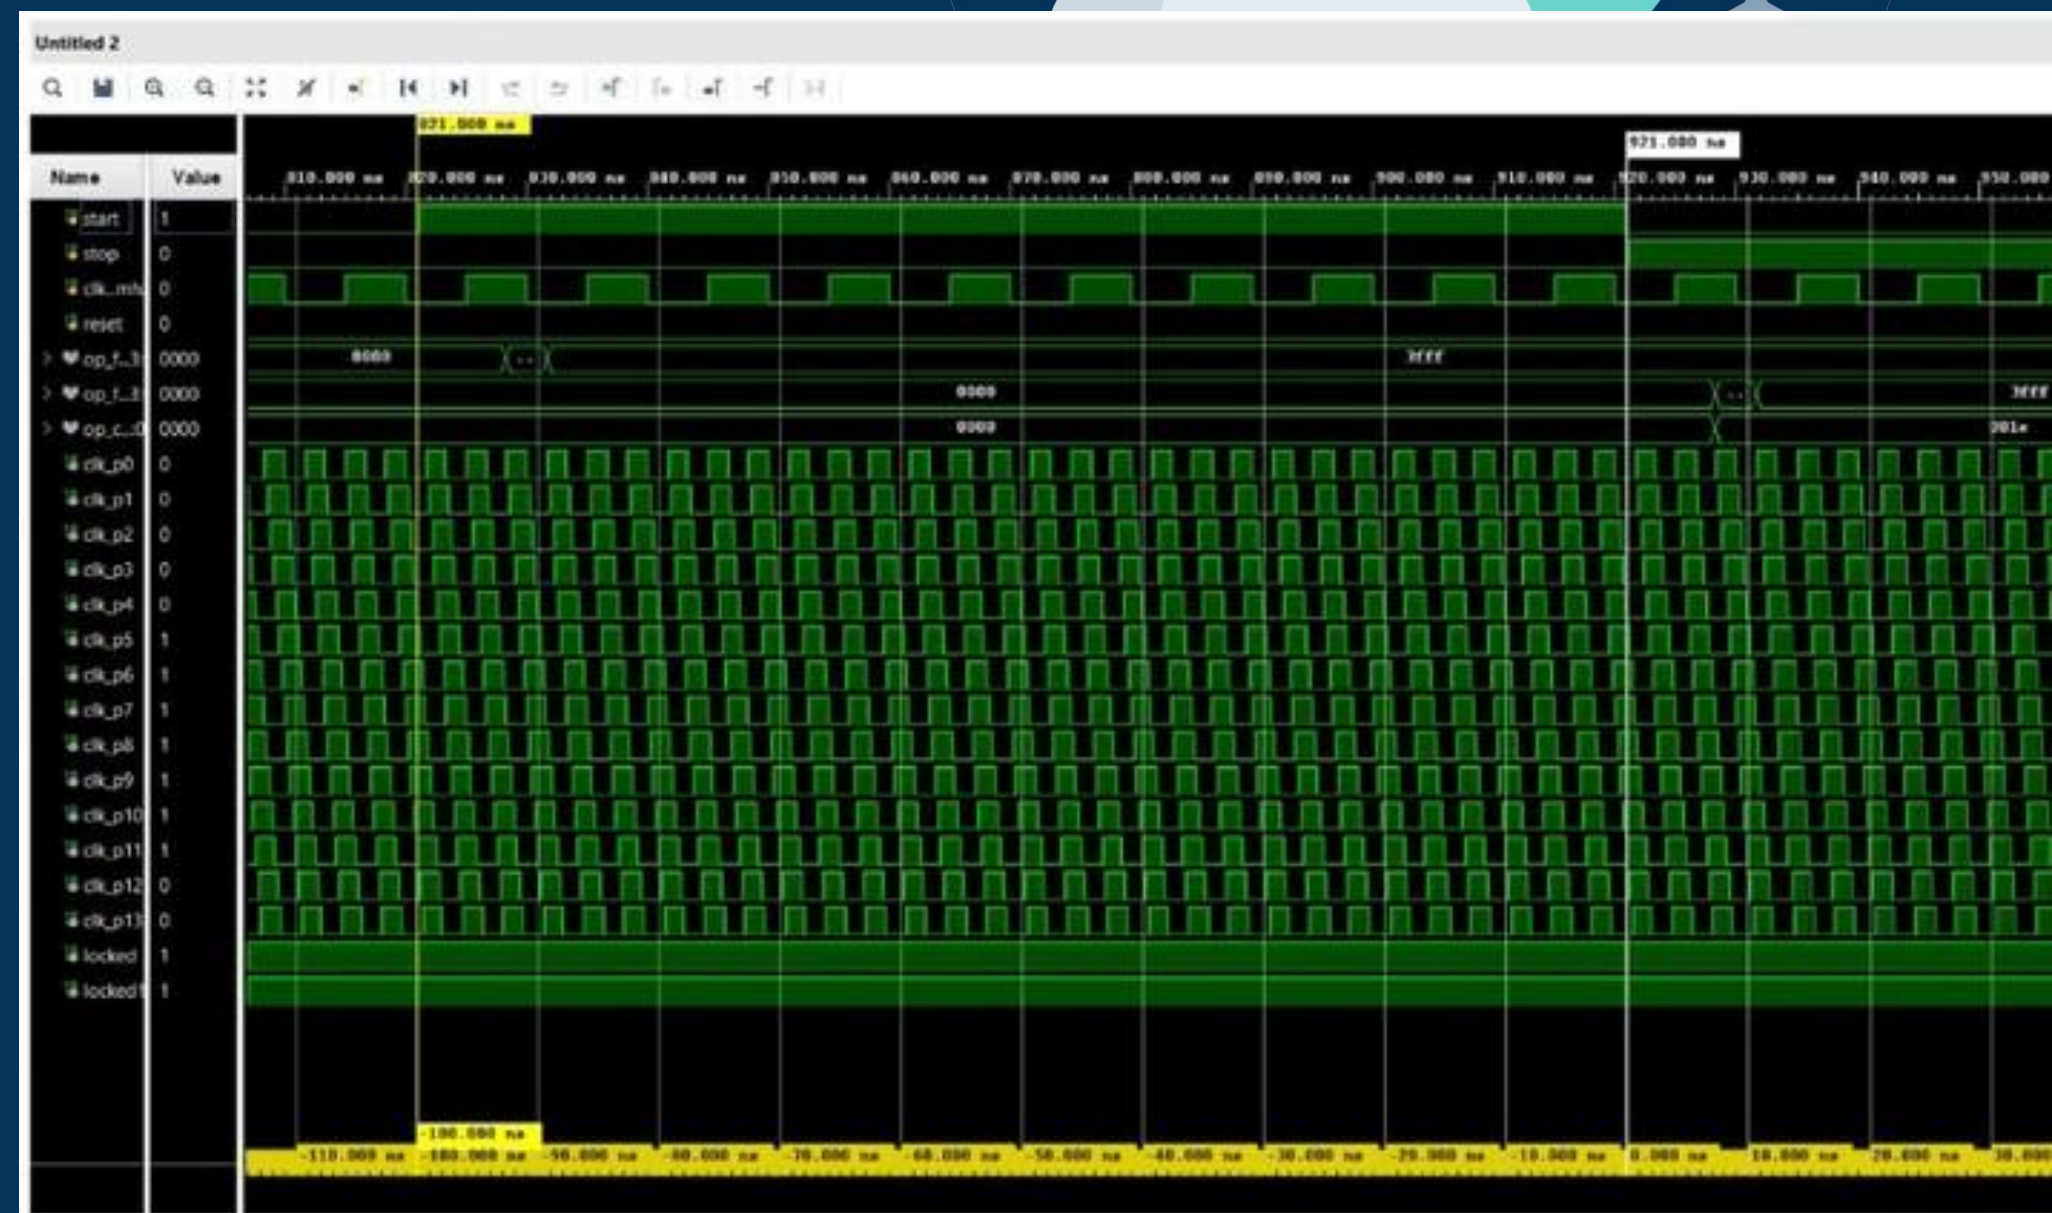 Untitled 2
821.000 ns
921.000 ns
Name Value
810.000 ns 820.000 ns 830.000 ns 840.000 ns 850.000 ns 860.000 ns 870.000 ns 880.000 ns 890.000 ns 900.000 ns 910.000 ns 920.000 ns 930.000 ns 940.000 ns 950.000
start 1
stop 0
0
reset 0
0000 0000 3fff
0000 0000 3fff
0000 0000 001e
clk_p0 0
clk_p1 0
clk_p2 0
clk_p3 0
clk_p4 0
clk_p5 1
clk_p6 1
clk_p7 1
clk_p8 1
clk_p9 1
clk_p10 1
clk_p11 1
clk_p12 0
clk_p13 0
locked 1
locked1 1
-100.000 ns
-110.000 ns -100.000 ns -90.000 ns -80.000 ns -70.000 ns -60.000 ns -50.000 ns -40.000 ns -30.000 ns -20.000 ns -10.000 ns 0.000 ns 10.000 ns 20.000 ns 30.000